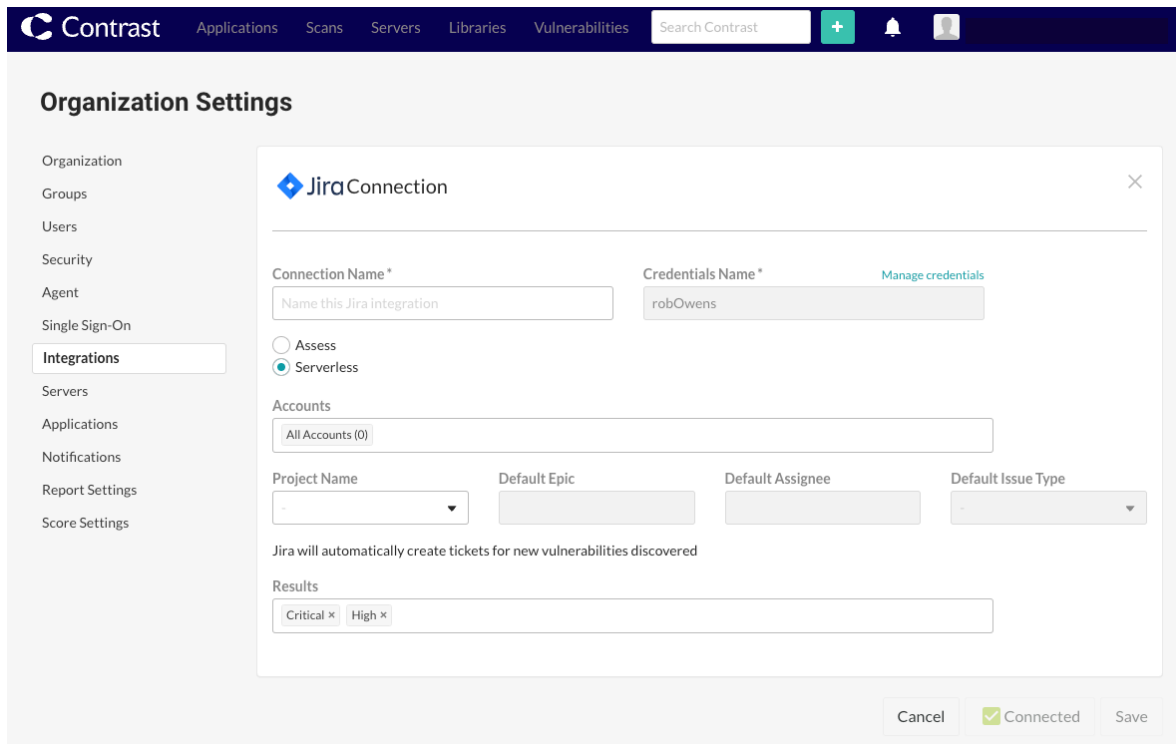 Contrast Applications Scans Servers Libraries Vulnerabilities Search Contrast +
Organization Settings
Organization
Groups
Users
Security
Agent
Single Sign-On
Integrations
Servers
Applications
Notifications
Report Settings
Score Settings
Jira Connection
Connection Name *
Name this Jira integration
Credentials Name * Manage credentials
robOwens
Assess
Serverless
Accounts
All Accounts (0)
Project Name Default Epic Default Assignee Default Issue Type
- -
Jira will automatically create tickets for new vulnerabilities discovered
Results
Critical × High ×
Cancel Connected Save